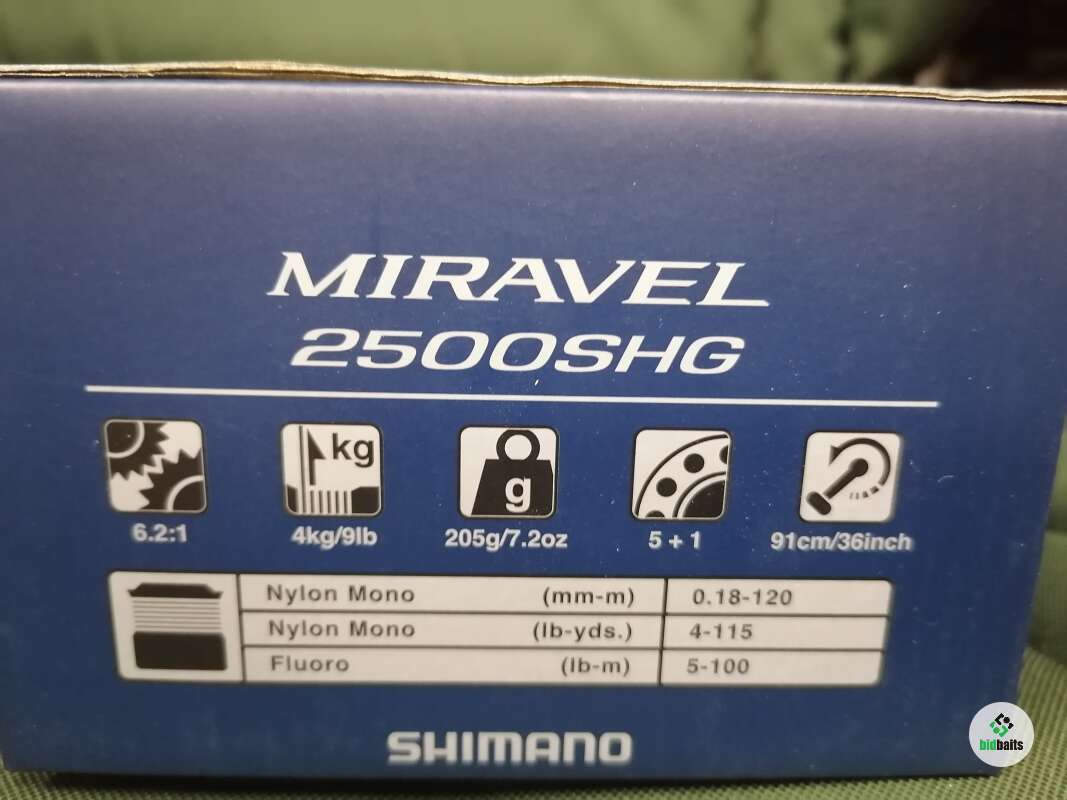 MIRAVEL
2500SHG
kg
g
6.2:1 4kg/9lb 205g/7.2oz 5 + 1 91cm/36inch
Nylon Mono (mm-m) 0.18-120
Nylon Mono (lb-yds.) 4-115
Fluoro (lb-m) 5-100
SHIMANO
bidbaits